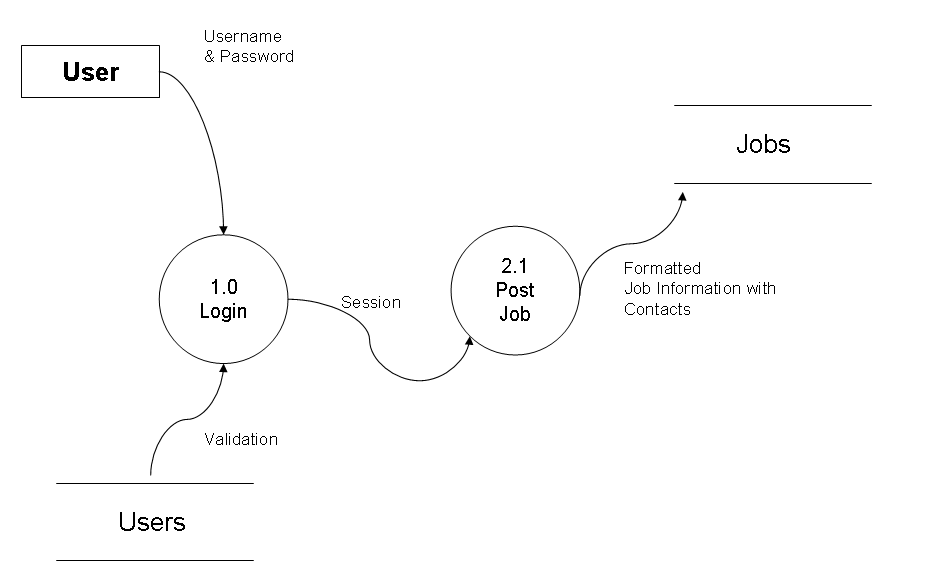 Username
& Password
User
Jobs
1.0
Login
Session
2.1
Post
Job
Formatted
Job Information with
Contacts
Validation
Users